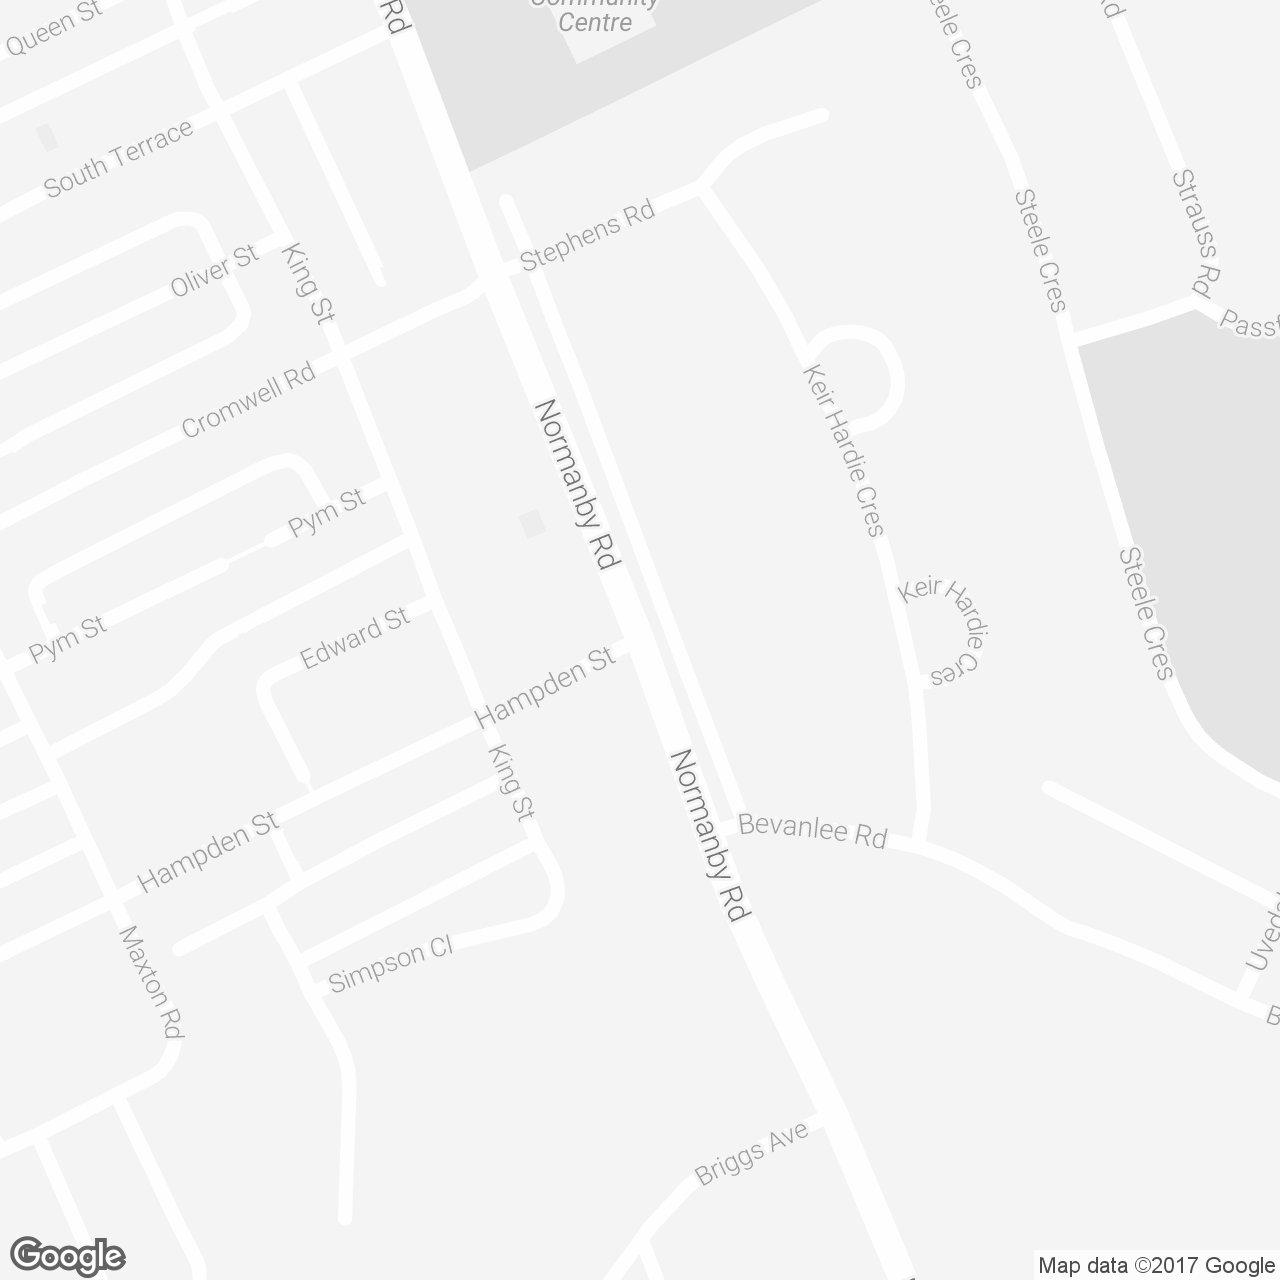 Queen St
Rd
Community
Centre
Steele Cres
Rd
South Terrace
Stephens Rd
Steele Cres
Strauss Rd
Oliver St
King St
Cromwell Rd
Normanby Rd
Keir Hardie Cres
Pym St
Keir Hardie Cres
Steele Cres
Pym St
Edward St
Hampden St
King St
Normanby Rd
Hampden St
Bevanlee Rd
Maxton Rd
Simpson Cl
Briggs Ave
Google
Map data ©2017 Google